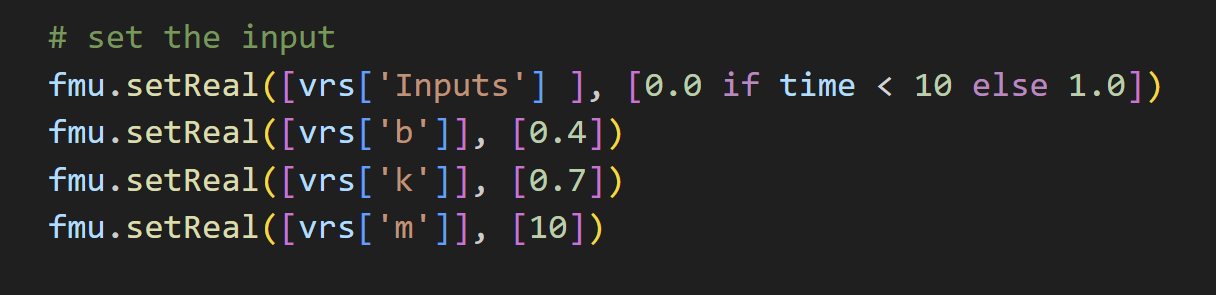 # set the input
fmu.setReal([vrs['Inputs'] ], [0.0 if time < 10 else 1.0])
fmu.setReal([vrs['b']], [0.4])
fmu.setReal([vrs['k']], [0.7])
fmu.setReal([vrs['m']], [10])